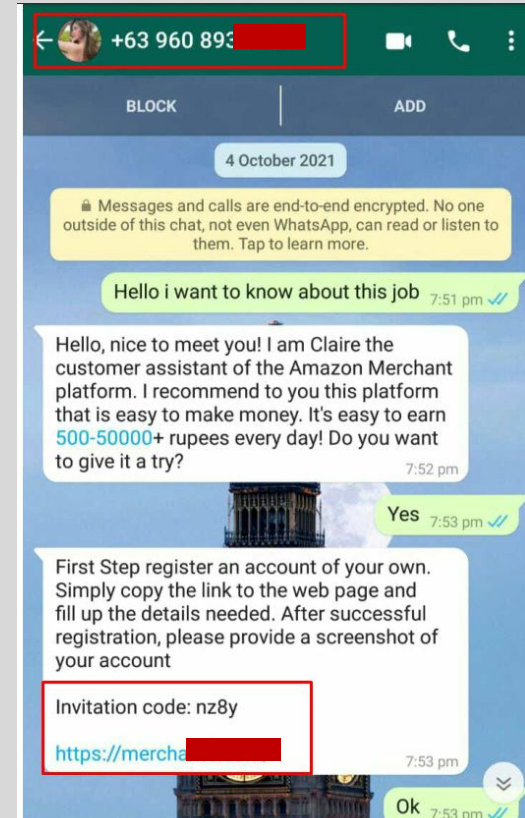 +63 960 893
BLOCK
ADD
4 October 2021
Messages and calls are end-to-end encrypted. No one
outside of this chat, not even WhatsApp, can read or listen to
them. Tap to learn more.
Hello i want to know about this job 7:51 pm
Hello, nice to meet you! I am Claire the
customer assistant of the Amazon Merchant
platform. I recommend to you this platform
that is easy to make money. It's easy to earn
500-50000+ rupees every day! Do you want
to give it a try?
7:52 pm
Yes 7:53 pm
First Step register an account of your own.
Simply copy the link to the web page and
fill up the details needed. After successful
registration, please provide a screenshot of
your account
Invitation code: nz8y
https://mercha
7:53 pm
Ok 7:53 pm